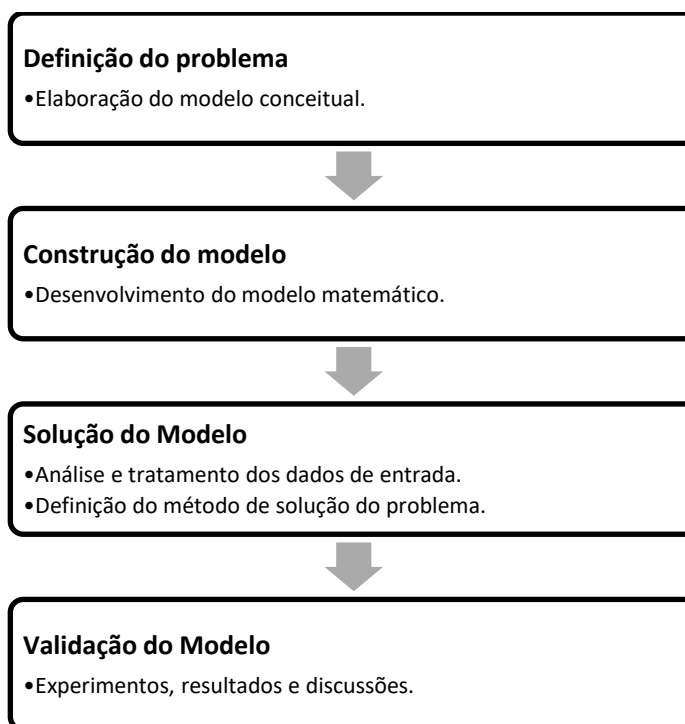 Definição do problema
•Elaboração do modelo conceitual.
Construção do modelo
•Desenvolvimento do modelo matemático.
Solução do Modelo
•Análise e tratamento dos dados de entrada.
•Definição do método de solução do problema.
Validação do Modelo
•Experimentos, resultados e discussões.